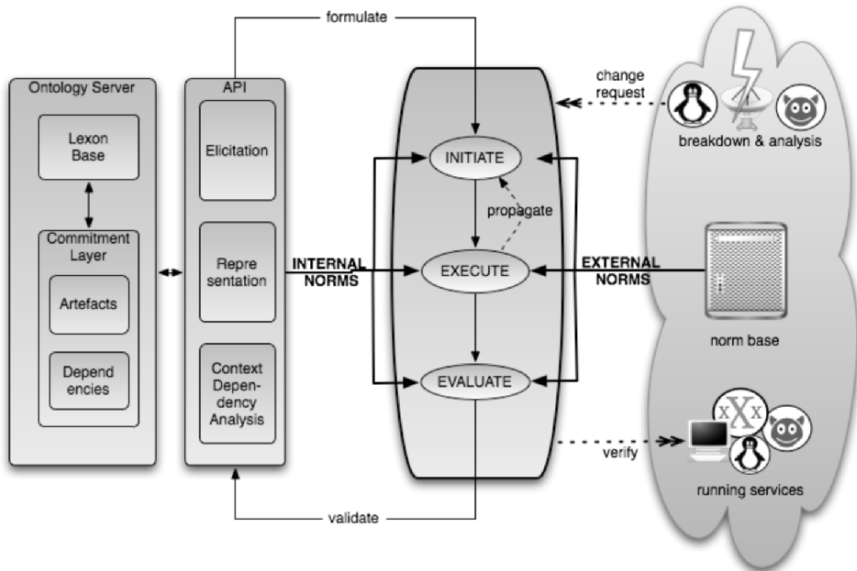 formulate
Ontology Server
Lexon
Base
Commitment
Layer
Artefacts
Depend
encies
API
Elicitation
Repre
sentation
Context
Depen-
dency
Analysis
INTERNAL
NORMS
INITIATE
propagate
EXECUTE
EVALUATE
validate
change
request
EXTERNAL
NORMS
verify
breakdown & analysis
norm base
xXx
running services